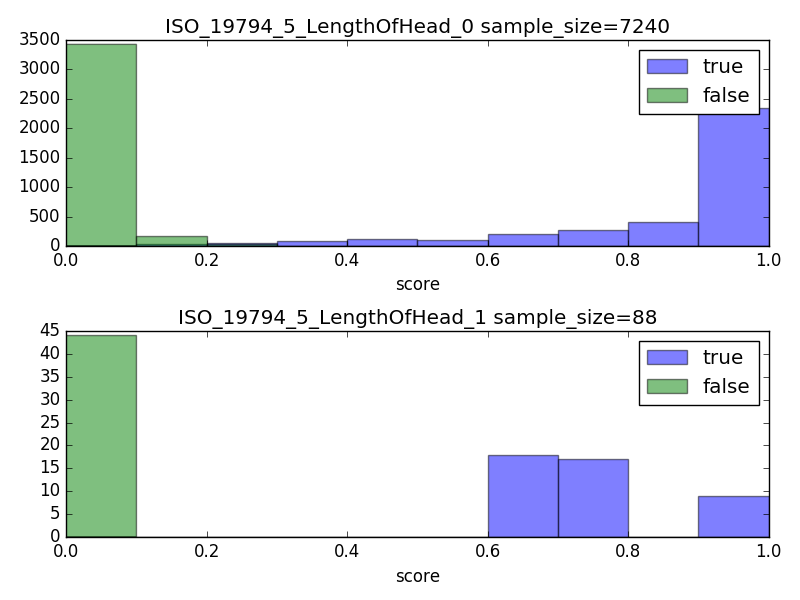 ISO_19794_5_LengthOfHead_0 sample_size=7240
3500
3000
2500
2000
1500
1000
500
0
true
false
0.0 0.2 0.4 0.6 0.8 1.0
score
ISO_19794_5_LengthOfHead_1 sample_size=88
45
40
35
30
25
20
15
10
5
0
true
false
0.0 0.2 0.4 0.6 0.8 1.0
score